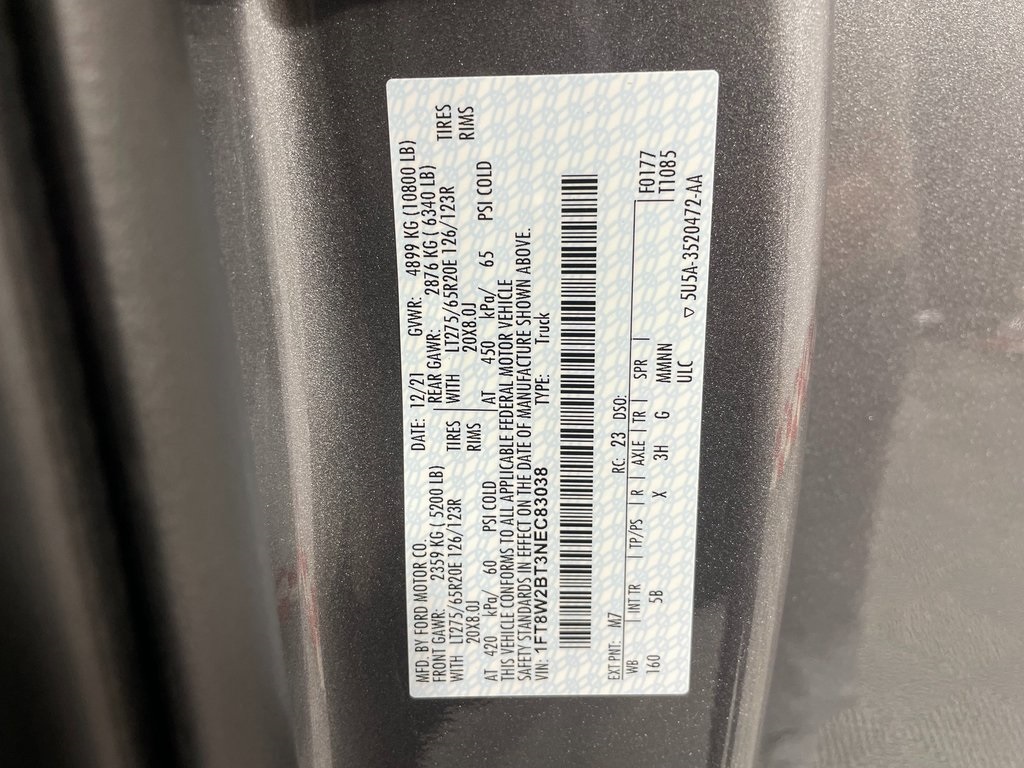 MFD. BY FORD MOTOR CO.
DATE: 12/21 GVWR: 4899 KG (10800 LB)
FRONT GAWR: 2359 KG ( 5200 LB)
REAR GAWR: 2876 KG ( 6340 LB)
WITH LT275/65R20E 126/123R TIRES
WITH LT275/65R20E 126/123R TIRES
20X8.0J RIMS
20X8.0J RIMS
AT 420 kPa/ 60 PSI COLD
AT 450 kPa/ 65 PSI COLD
THIS VEHICLE CONFORMS TO ALL APPLICABLE FEDERAL MOTOR VEHICLE
SAFETY STANDARDS IN EFFECT ON THE DATE OF MANUFACTURE SHOWN ABOVE.
VIN: 1FT8W2BT3NEC83038 TYPE: Truck
F0177
T1085
EXT PNT: M7 RC: 23 DSO:
WB INT TR TP/PS R AXLE TR SPR
160 5B X 3H G MMANN
ULC
▽ 5U5A-3520472-AA